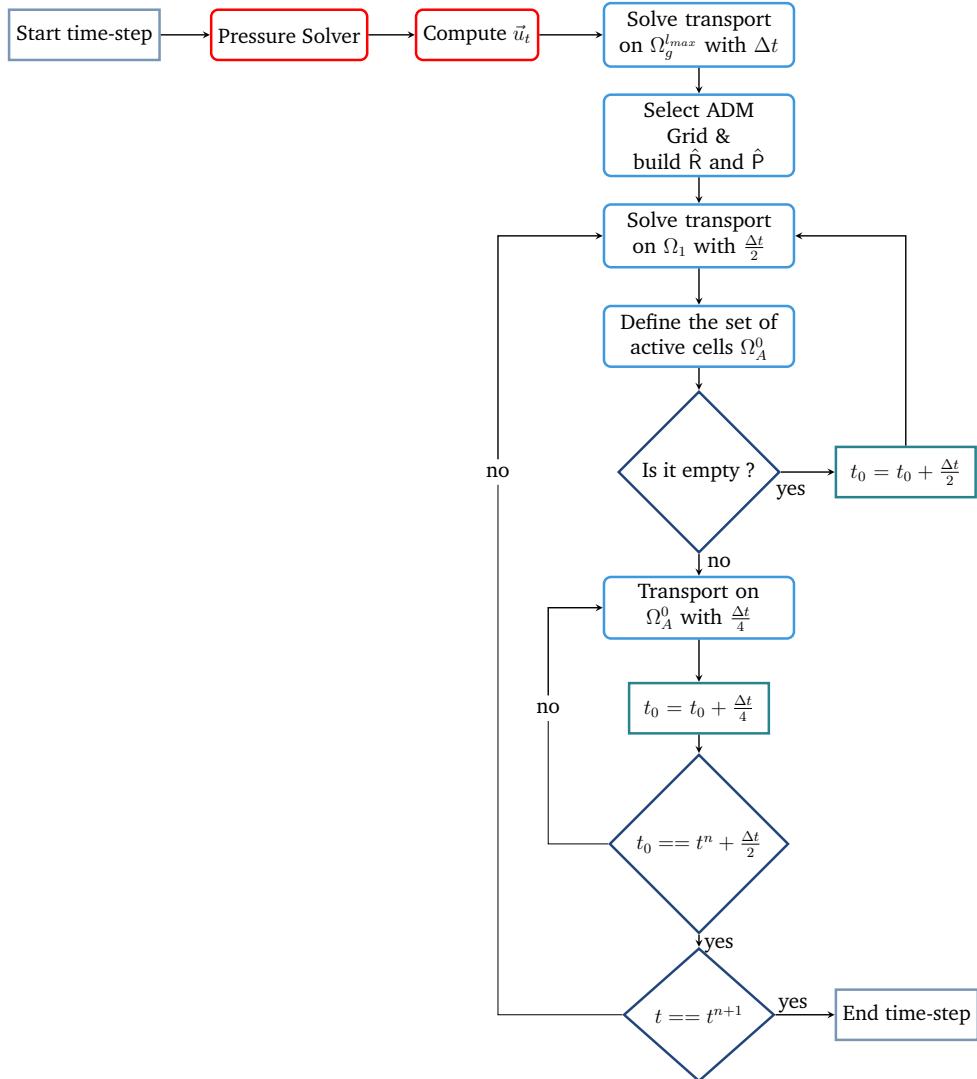 Start time-step
Pressure Solver
Compute $\vec{u}_t$
Solve transport
on $\Omega_g^{l_{max}}$ with $\Delta t$
Select ADM
Grid &
build $\hat{R}$ and $\hat{P}$
Solve transport
on $\Omega_1$ with $\frac{\Delta t}{2}$
Define the set of
active cells $\Omega_A^0$
no
Is it empty ?
yes
$t_0 = t_0 + \frac{\Delta t}{2}$
no
Transport on
$\Omega_A^0$ with $\frac{\Delta t}{4}$
no
$t_0 = t_0 + \frac{\Delta t}{4}$
$t_0 == t^n + \frac{\Delta t}{2}$
yes
$t == t^{n+1}$
yes
End time-step